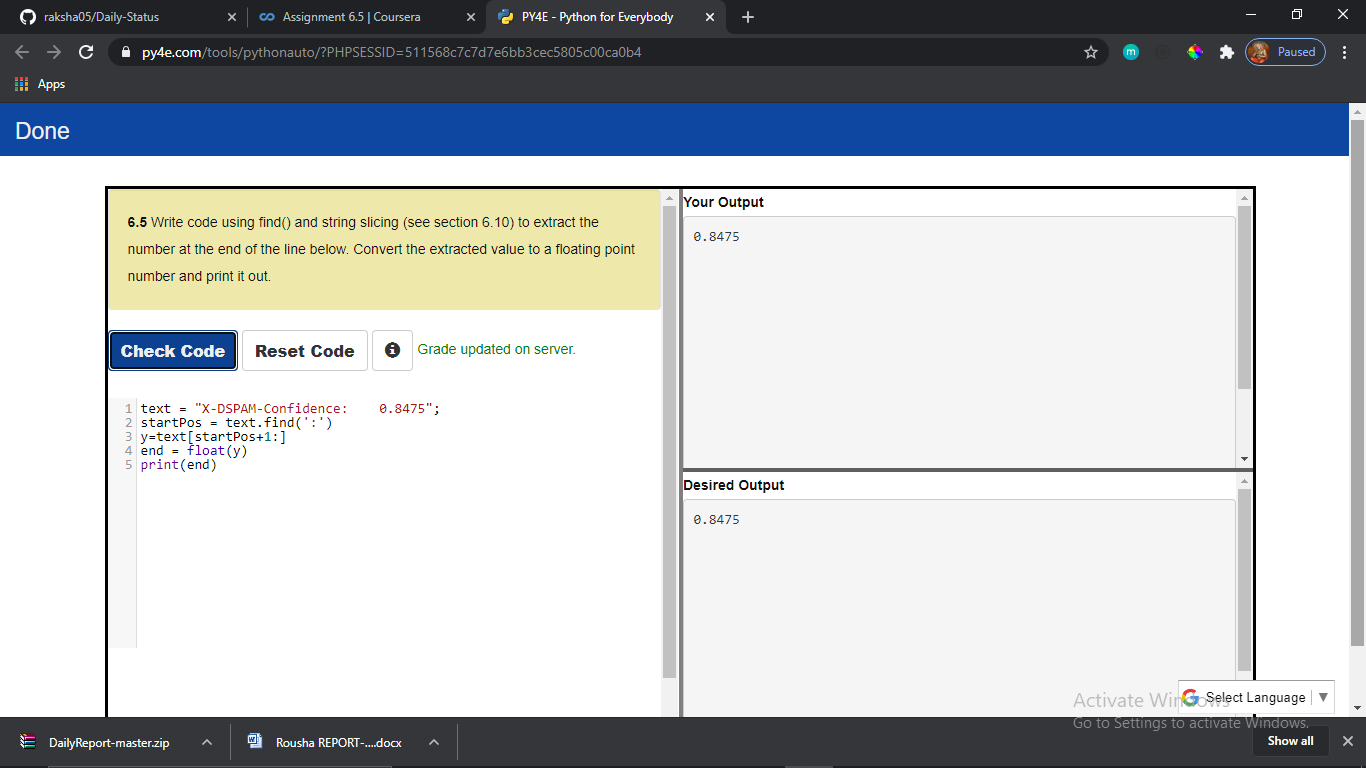 raksha05/Daily-Status
Assignment 6.5 | Coursera
PY4E - Python for Everybody
py4e.com/tools/pythonauto/?PHPSESSID=511568c7c7d7e6bb3cec5805c00ca0b4
m
Paused
Apps
Done
6.5 Write code using find() and string slicing (see section 6.10) to extract the
number at the end of the line below. Convert the extracted value to a floating point
number and print it out.
Check Code
Reset Code
Grade updated on server.
1 text = "X-DSPAM-Confidence:    0.8475";
2 startPos = text.find(':')
3 y=text[startPos+1:]
4 end = float(y)
5 print(end)
Your Output
0.8475
Desired Output
0.8475
Select Language
Activate Windows
Go to Settings to activate Windows.
DailyReport-master.zip
Rousha REPORT-....docx
Show all